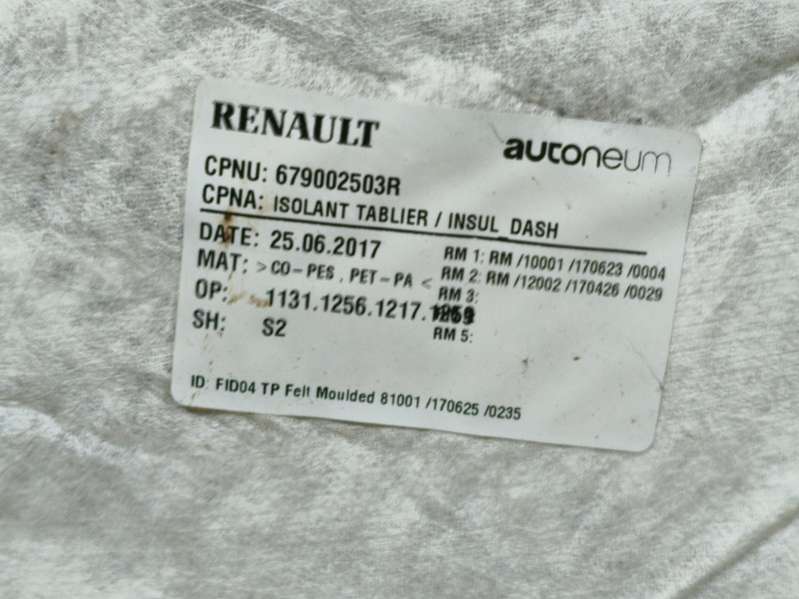 RENAULT
autoneum
CPNU: 679002503R
CPNA: ISOLANT TABLIER / INSUL DASH
DATE: 25.06.2017
RM 1: RM /10001 /170623 /0004
MAT: >CO-PES , PET-PA <
RM 2: RM /12002 /170426 /0029
RM 3:
OP: 1131.1256.1217.
SH: S2
RM 5:
ID: FID04 TP Felt Moulded 81001 /170625 /0235